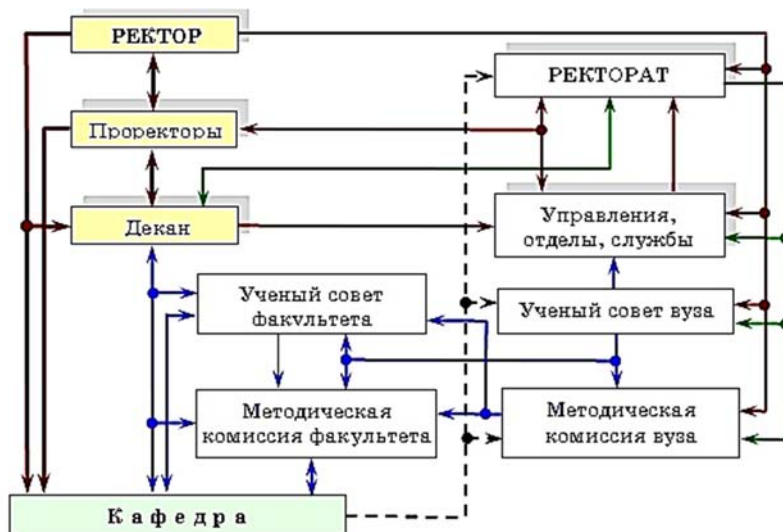 РЕКТОР
РЕКТОРАТ
Проректоры
Декан
Управления,
отделы, службы
Ученый совет
факультета
Ученый совет вуза
Методическая
комиссия факультета
Методическая
комиссия вуза
Кафедра